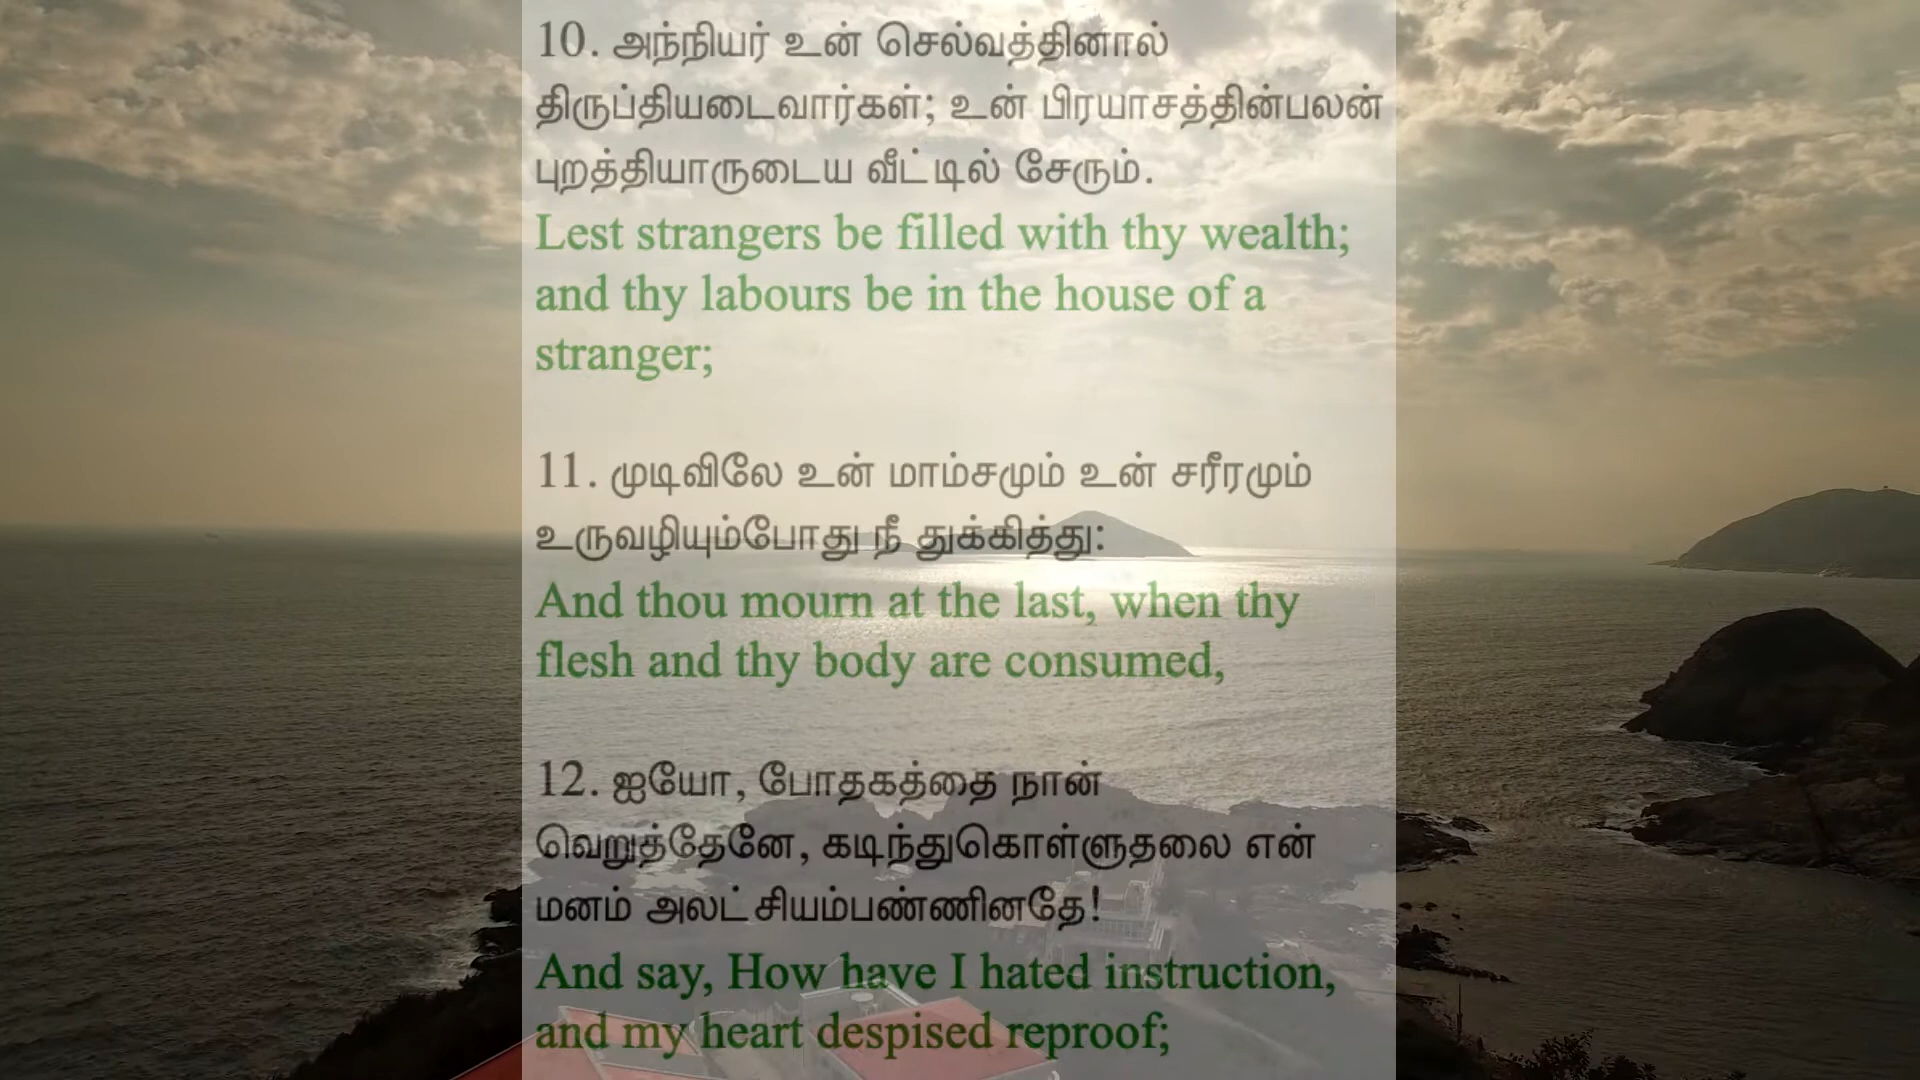 10. அந்நியர் உன் செல்வத்தினால்
திருப்தியடைவார்கள்; உன் பிரயாசத்தின்பலன்
புறத்தியாருடைய வீட்டில் சேரும்.
Lest strangers be filled with thy wealth;
and thy labours be in the house of a
stranger;
11. முடிவிலே உன் மாம்சமும் உன் சரீரமும்
உருவழியும்போது நீ துக்கித்து:
And thou mourn at the last, when thy
flesh and thy body are consumed,
12. ஐயோ, போதகத்தை நான்
வெறுத்தேனே, கடிந்துகொள்ளுதலை என்
மனம் அலட்சியம்பண்ணினதே!
And say, How have I hated instruction,
and my heart despised reproof;